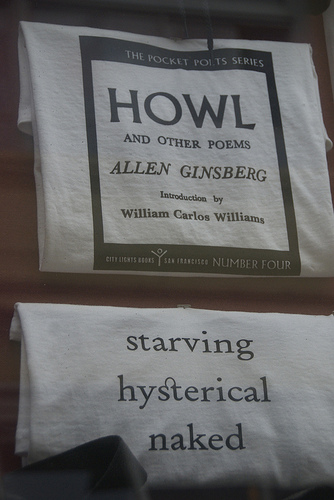 THE POCKET POETS SERIES
HOWL
AND OTHER POEMS
ALLEN GINSBERG
Introduction by
William Carlos Williams
CITY LIGHTS BOOKS SAN FRANCISCO NUMBER FOUR
starving
hysterical
naked